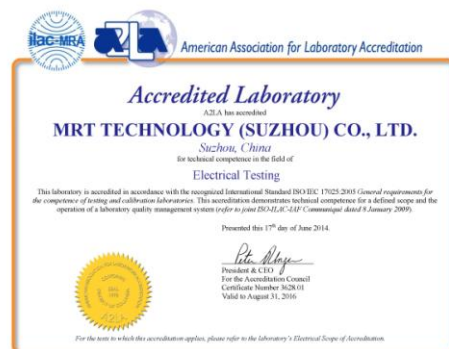 ilac-MRA
A2LA
American Association for Laboratory Accreditation
Accredited Laboratory
A2LA has accredited
MRT TECHNOLOGY (SUZHOU) CO., LTD.
Suzhou, China
for technical competence in the field of
Electrical Testing
This laboratory is accredited in accordance with the recognized International Standard ISO/IEC 17025:2005 General requirements for
the competence of testing and calibration laboratories. This accreditation demonstrates technical competence for a defined scope and the
operation of a laboratory quality management system (refer to joint ISO-ILAC-IAF Communiqué dated 8 January 2009).
Presented this 17th day of June 2014.
President & CEO
For the Accreditation Council
Certificate Number 3628.01
Valid to August 31, 2016
A2LA
For the tests to which this accreditation applies, please refer to the laboratory's Electrical Scope of Accreditation.